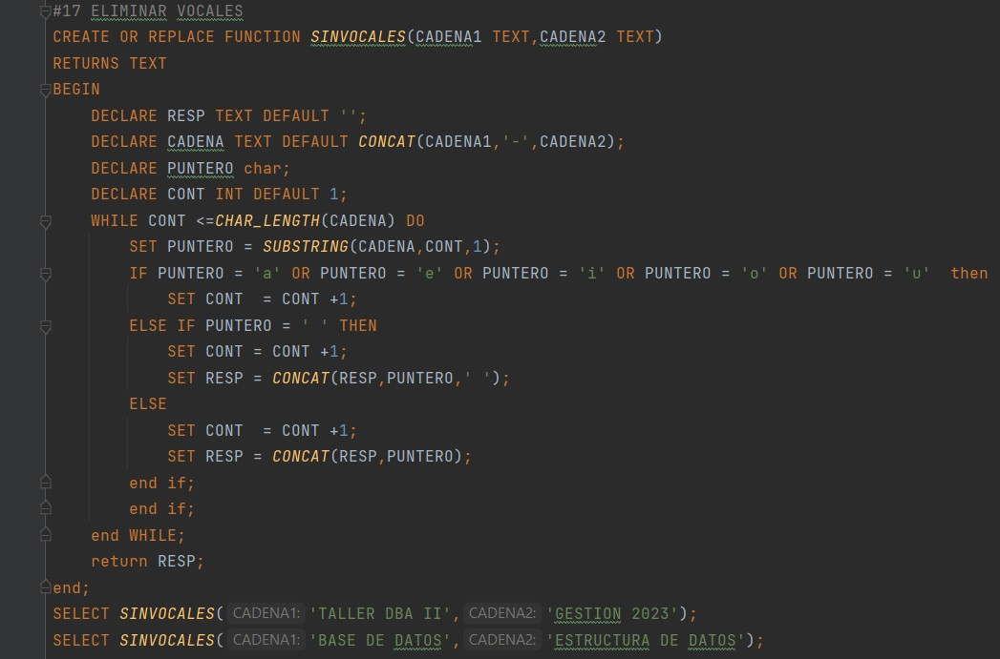 #17 ELIMINAR VOCALES
CREATE OR REPLACE FUNCTION SINVOCALES(CADENA1 TEXT,CADENA2 TEXT)
RETURNS TEXT
BEGIN
    DECLARE RESP TEXT DEFAULT '';
    DECLARE CADENA TEXT DEFAULT CONCAT(CADENA1,'-',CADENA2);
    DECLARE PUNTERO char;
    DECLARE CONT INT DEFAULT 1;
    WHILE CONT <=CHAR_LENGTH(CADENA) DO
        SET PUNTERO = SUBSTRING(CADENA,CONT,1);
        IF PUNTERO = 'a' OR PUNTERO = 'e' OR PUNTERO = 'i' OR PUNTERO = 'o' OR PUNTERO = 'u'  then
            SET CONT  = CONT +1;
        ELSE IF PUNTERO = ' ' THEN
            SET CONT = CONT +1;
            SET RESP = CONCAT(RESP,PUNTERO,' ');
        ELSE
            SET CONT  = CONT +1;
            SET RESP = CONCAT(RESP,PUNTERO);
        end if;
        end if;
    end WHILE;
    return RESP;
end;
SELECT SINVOCALES( CADENA1: 'TALLER DBA II', CADENA2: 'GESTION 2023');
SELECT SINVOCALES( CADENA1: 'BASE DE DATOS', CADENA2: 'ESTRUCTURA DE DATOS');